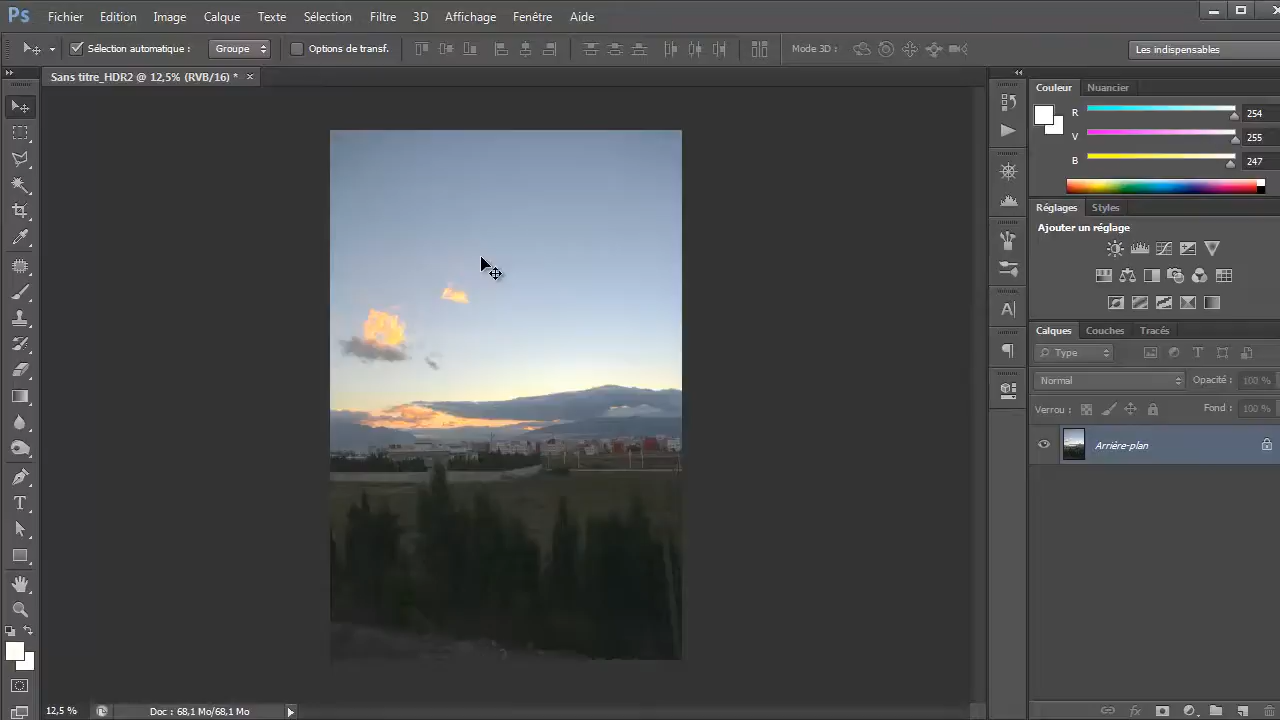 Ps Fichier Edition Image Calque Texte Sélection Filtre 3D Affichage Fenêtre Aide
Sélection automatique : Groupe Options de transf. Mode 3D : Les indispensables
Sans titre_HDR2 @ 12,5% (RVB/16) * ×
Couleur Nuancier
R 254
V 255
B 247
Réglages Styles
Ajouter un réglage
Calques Couches Tracés
Type
Normal Opacité : 100 %
Verrou : Fond : 100 %
Arrière-plan
12,5 % Doc : 68,1 Mo/68,1 Mo